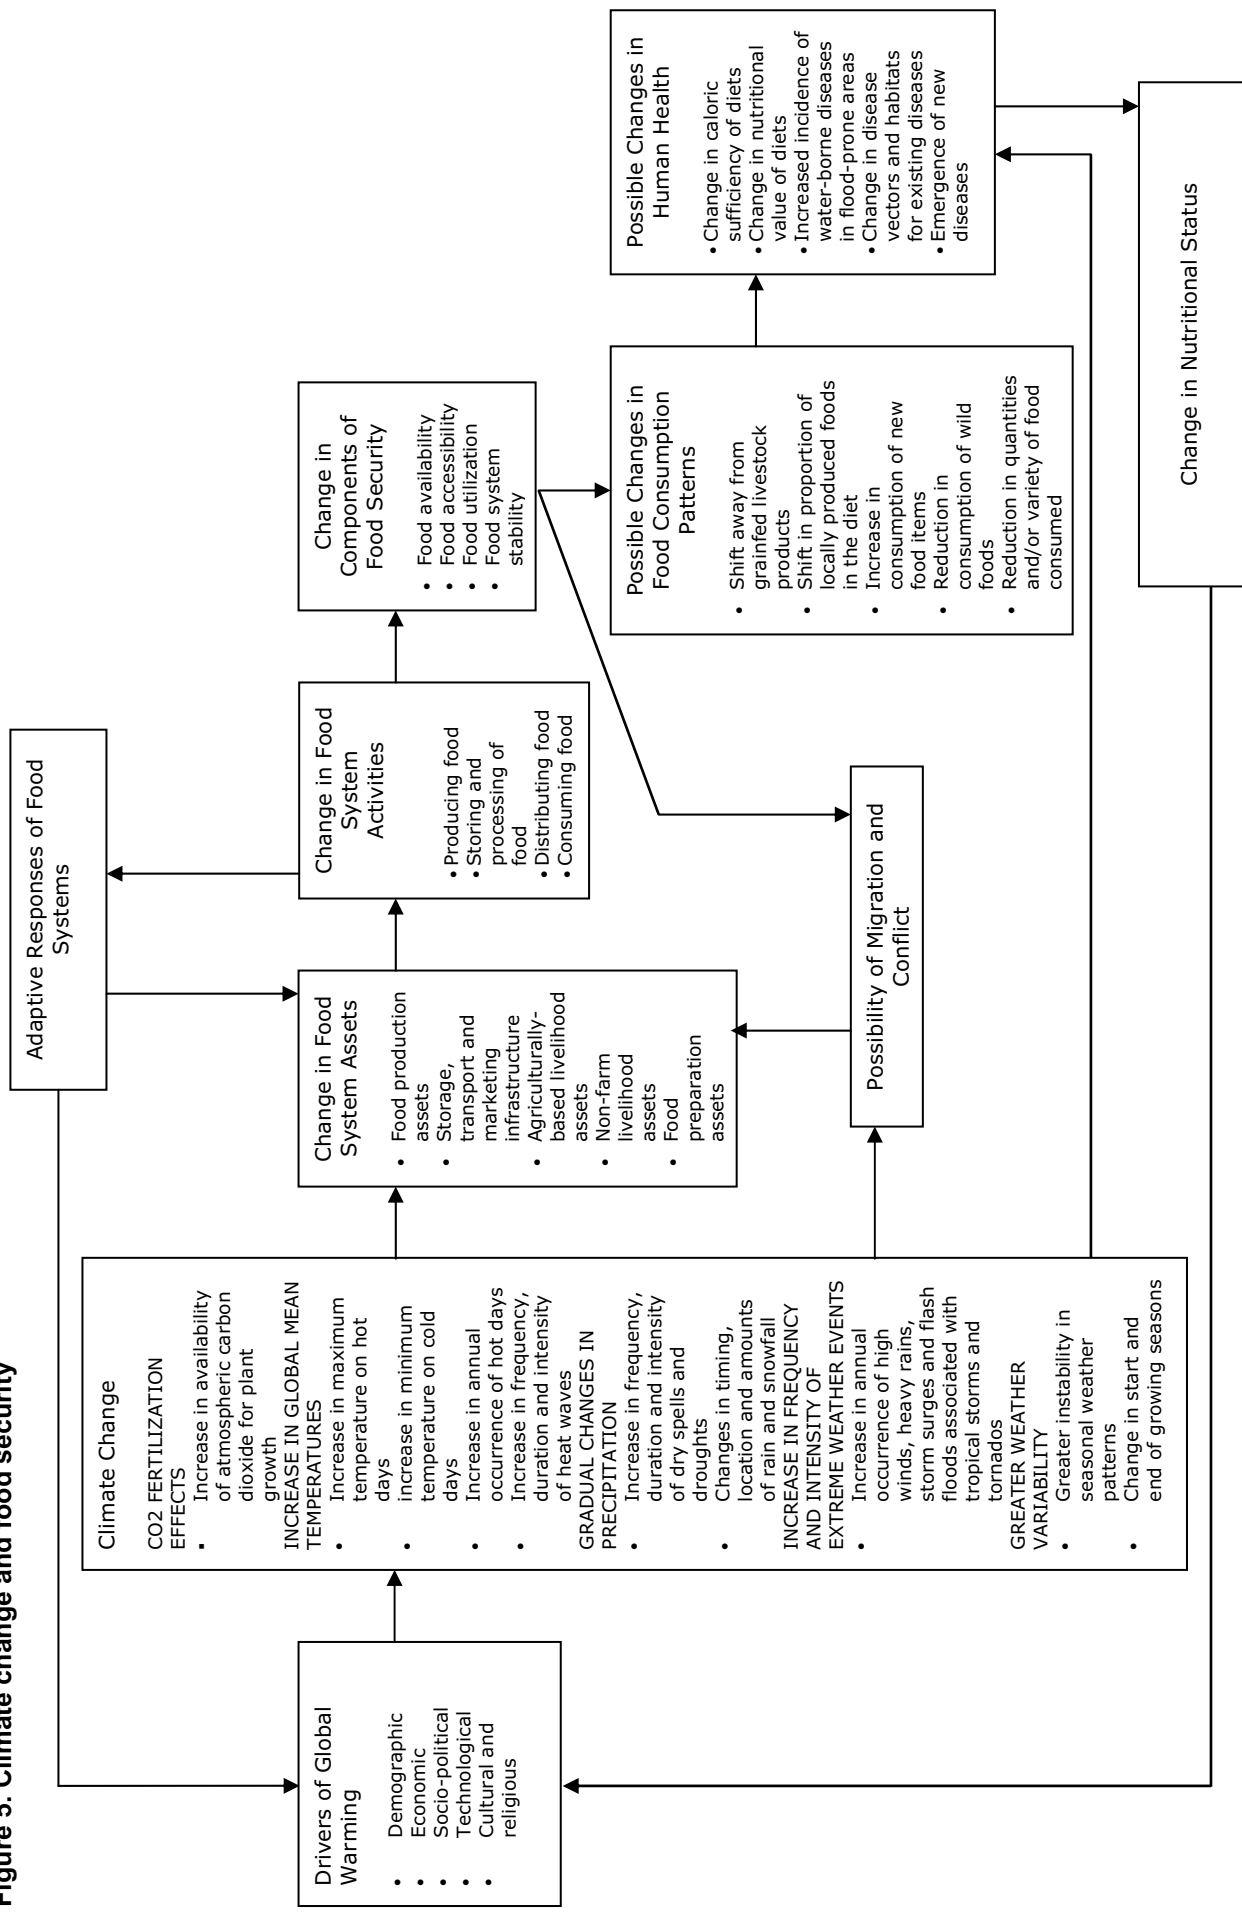 Figure 5. Climate change and food security
Adaptive Responses of Food
Systems
Drivers of Global
Warming
• Demographic
• Economic
• Socio-political
• Technological
• Cultural and
religious
Climate Change
CO2 FERTILIZATION
EFFECTS
▪ Increase in availability
of atmospheric carbon
dioxide for plant
growth
INCREASE IN GLOBAL MEAN
TEMPERATURES
• Increase in maximum
temperature on hot
days
• increase in minimum
temperature on cold
days
• Increase in annual
occurrence of hot days
• Increase in frequency,
duration and intensity
of heat waves
GRADUAL CHANGES IN
PRECIPITATION
• Increase in frequency,
duration and intensity
of dry spells and
droughts
• Changes in timing,
location and amounts
of rain and snowfall
INCREASE IN FREQUENCY
AND INTENSITY OF
EXTREME WEATHER EVENTS
• Increase in annual
occurrence of high
winds, heavy rains,
storm surges and flash
floods associated with
tropical storms and
tornados
GREATER WEATHER
VARIABILITY
• Greater instability in
seasonal weather
patterns
• Change in start and
end of growing seasons
Change in Food
System Assets
• Food production
assets
• Storage,
transport and
marketing
infrastructure
• Agriculturally-
based livelihood
assets
• Non-farm
livelihood
assets
• Food
preparation
assets
Change in Food
System
Activities
• Producing food
• Storing and
processing of
food
• Distributing food
• Consuming food
Change in
Components of
Food Security
• Food availability
• Food accessibility
• Food utilization
• Food system
stability
Possibility of Migration and
Conflict
Possible Changes in
Food Consumption
Patterns
• Shift away from
grainfed livestock
products
• Shift in proportion of
locally produced foods
in the diet
• Increase in
consumption of new
food items
• Reduction in
consumption of wild
foods
• Reduction in quantities
and/or variety of food
consumed
Possible Changes in
Human Health
• Change in caloric
sufficiency of diets
• Change in nutritional
value of diets
• Increased incidence of
water-borne diseases
in flood-prone areas
• Change in disease
vectors and habitats
for existing diseases
• Emergence of new
diseases
Change in Nutritional Status